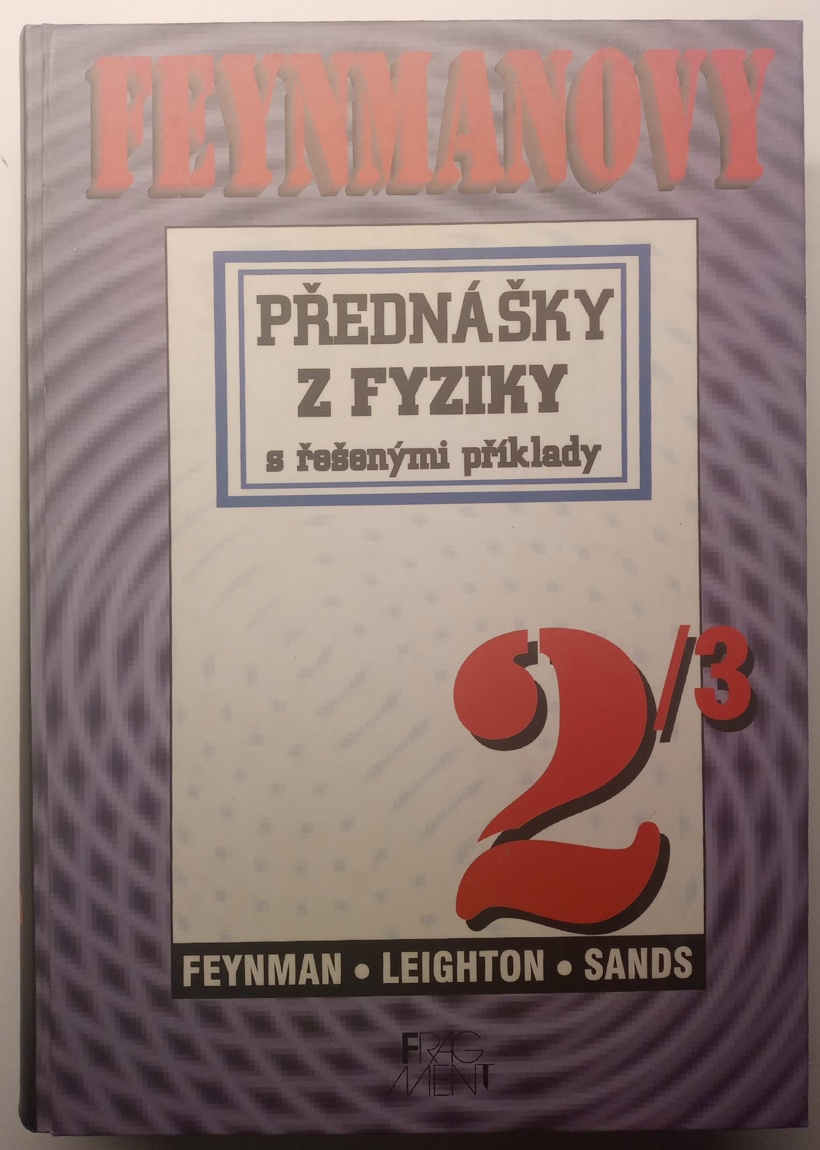 FEYNMANOVY
PŘEDNÁŠKY
Z FYZIKY
s řešenými příklady
2/3
FEYNMAN • LEIGHTON • SANDS
FRAG
MENT